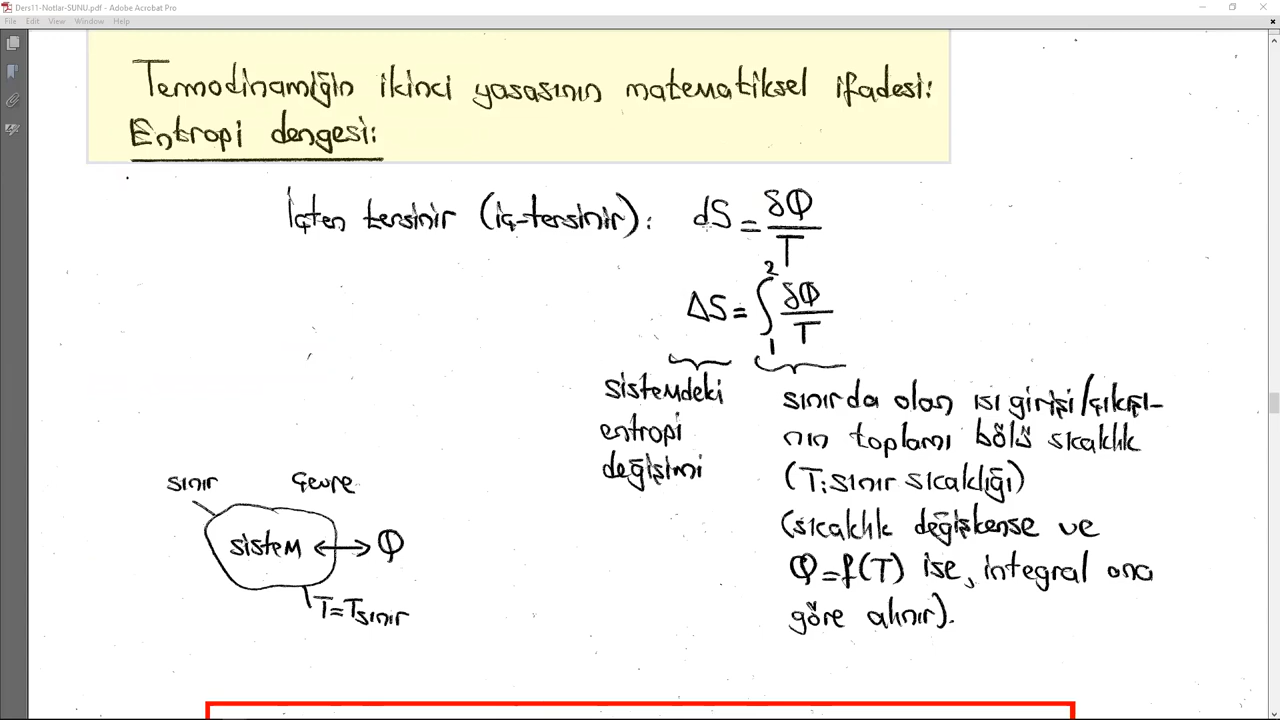 Ders11-Notlar-SUNU.pdf - Adobe Acrobat Pro
File Edit View Window Help
Termodinamiğin ikinci yasasının matematiksel ifadesi:
Entropi dengesi:
İçten tersinir (iç-tersinir): dS = δQ/T
ΔS = ∫₁² δQ/T
sistemdeki
entropi
değişimi
sınırda olan ısı girişi/çıkışı-
nın toplamı bölü sıcaklık
(T: sınır sıcaklığı)
(sıcaklık değişkense ve
Q=f(T) ise, integral ona
göre alınır).
sınır
Çevre
sistem ↔ Q
T=Tsınır